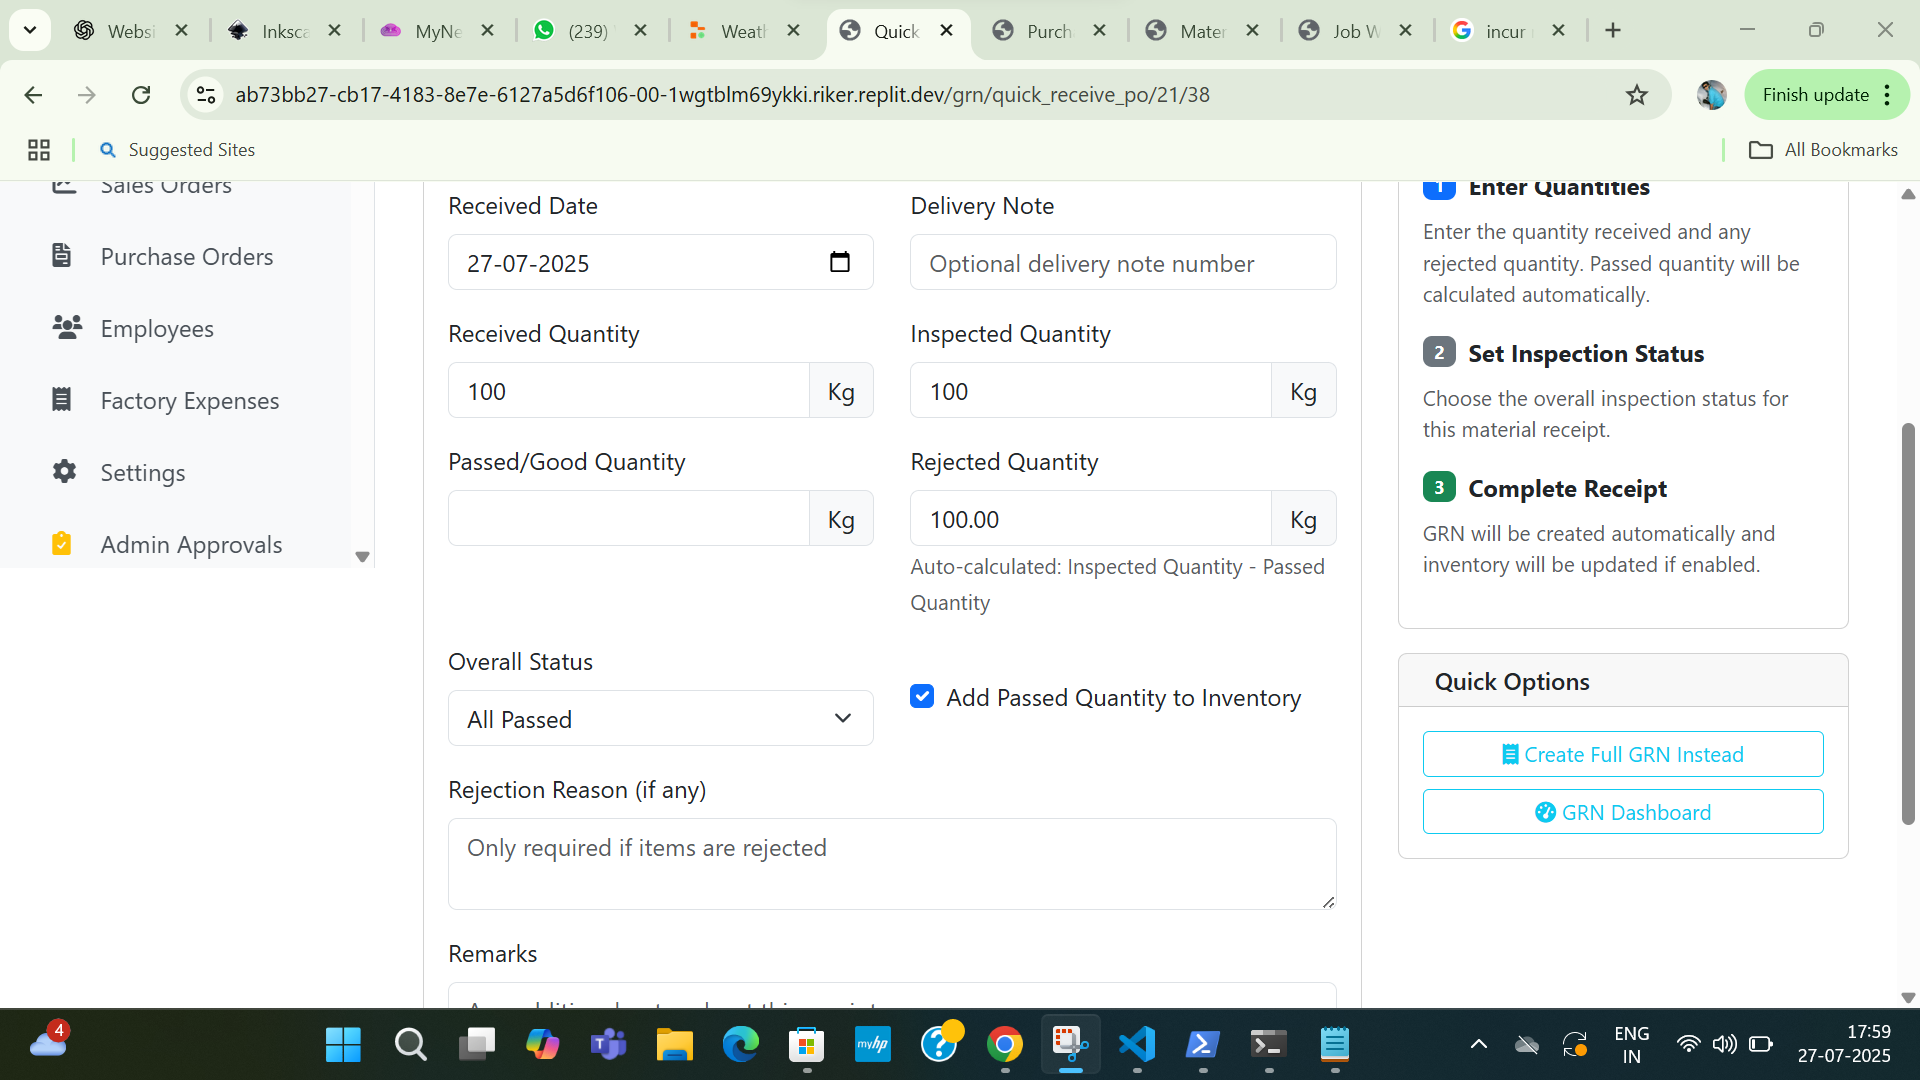 Websi
Inksca
MyNe
(239)
Weath
Quick
Purch
Mater
Job W
incur
ab73bb27-cb17-4183-8e7e-6127a5d6f106-00-1wgtblm69ykki.riker.replit.dev/grn/quick_receive_po/21/38
Finish update
Suggested Sites
All Bookmarks
Sales Orders
Purchase Orders
Employees
Factory Expenses
Settings
Admin Approvals
Received Date
27-07-2025
Delivery Note
Optional delivery note number
Received Quantity
100 Kg
Inspected Quantity
100 Kg
Passed/Good Quantity
Kg
Rejected Quantity
100.00 Kg
Auto-calculated: Inspected Quantity - Passed
Quantity
Overall Status
All Passed
Add Passed Quantity to Inventory
Rejection Reason (if any)
Only required if items are rejected
Remarks
1 Enter Quantities
Enter the quantity received and any
rejected quantity. Passed quantity will be
calculated automatically.
2 Set Inspection Status
Choose the overall inspection status for
this material receipt.
3 Complete Receipt
GRN will be created automatically and
inventory will be updated if enabled.
Quick Options
Create Full GRN Instead
GRN Dashboard
4
myhp
ENG
IN
17:59
27-07-2025